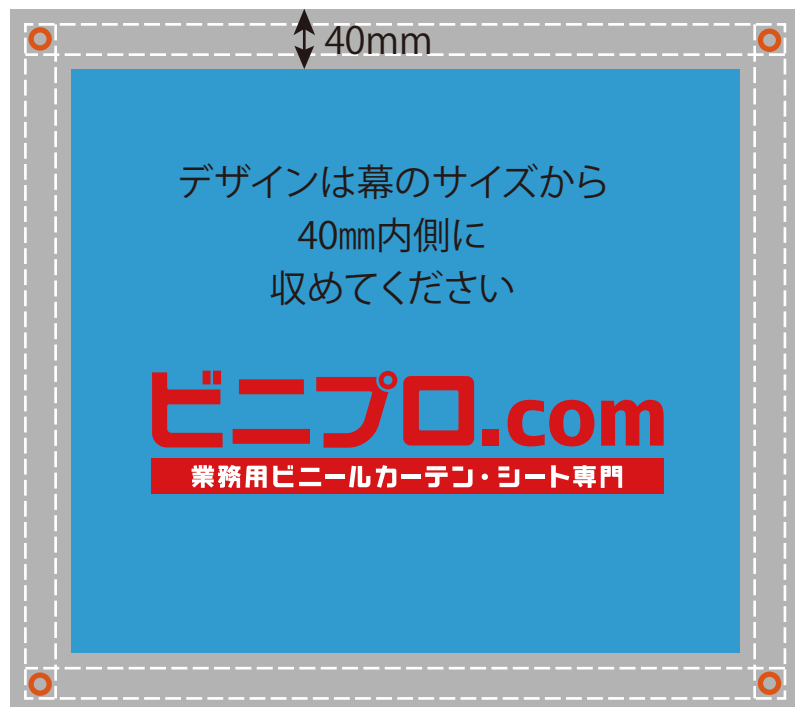 40mm
デザインは幕のサイズから
40㎜内側に
収めてください
ビニプロ.com
業務用ビニールカーテン・シート専門